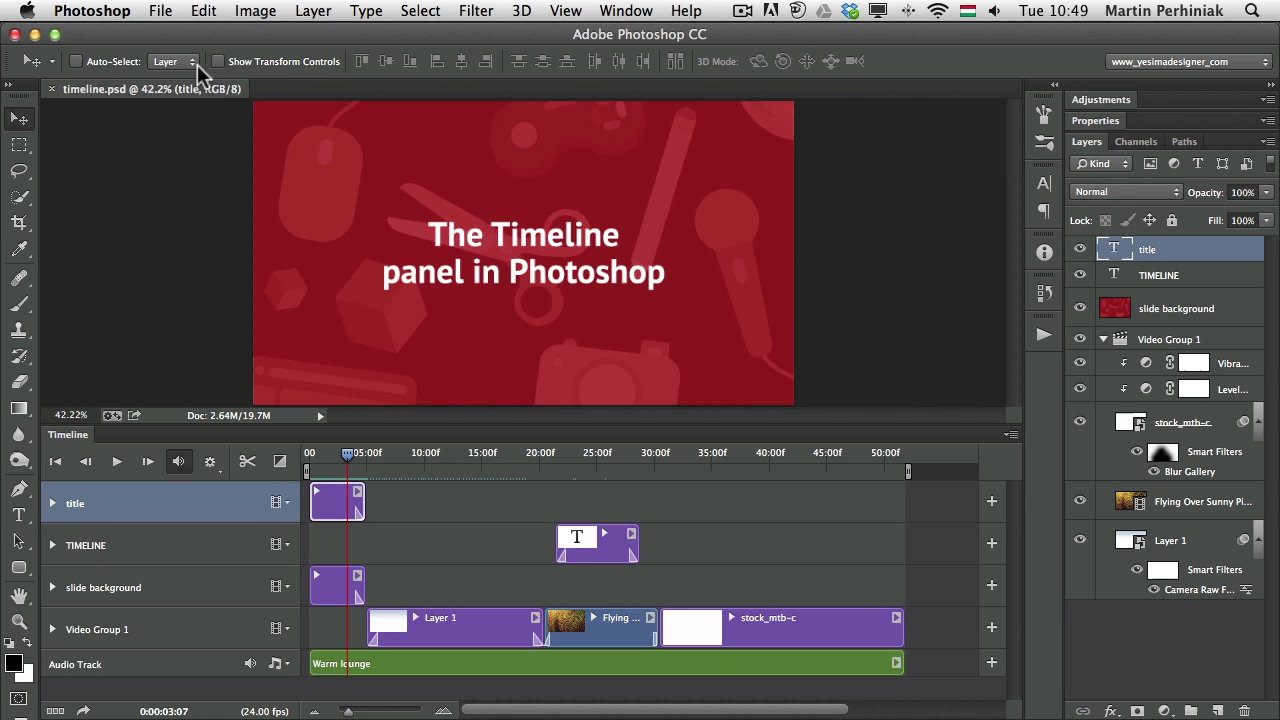 Photoshop File Edit Image Layer Type Select Filter 3D View Window Help Tue 10:49 Martin Perhiniak
Adobe Photoshop CC
Auto-Select: Layer Show Transform Controls 3D Mode: www_yesimadesigner_com
× timeline.psd @ 42.2% (title, RGB/8)
Adjustments
Properties
Layers Channels Paths
Kind
Normal Opacity: 100%
Lock: Fill: 100%
The Timeline
panel in Photoshop
T title
T TIMELINE
slide background
Video Group 1
Vibra...
Level...
stock_mtb-c
Smart Filters
Blur Gallery
Flying Over Sunny Pi...
Layer 1
Smart Filters
Camera Raw F...
42.22% Doc: 2.64M/19.7M
Timeline
00 05:00f 10:00f 15:00f 20:00f 25:00f 30:00f 35:00f 40:00f 45:00f 50:00f
title
TIMELINE T
slide background
Video Group 1 Layer 1 Flying ... stock_mtb-c
Audio Track Warm lounge
0:00:03:07 (24.00 fps)